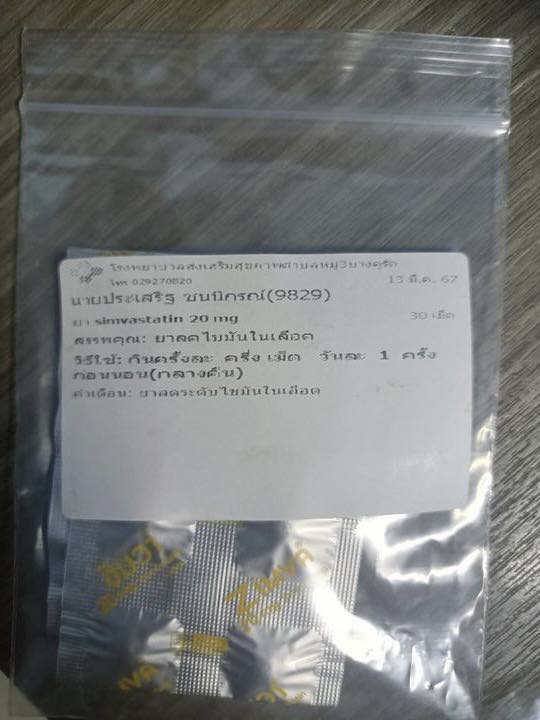 โรงพยาบาลส่งเสริมสุขภาพตำบลหมู่3บางคูรัด
โทร 029270820
13 มี.ค. 67
นายประเสริฐ ชนนิกรณ์(9829)
ยา simvastatin 20 mg
30 เม็ด
สรรพคุณ: ยาลดไขมันในเลือด
วิธีใช้: กินครั้งละ ครึ่ง เม็ด วันละ 1 ครั้ง
ก่อนนอน(กลางคืน)
คำเตือน: ยาลดระดับไขมันในเลือด
ซิมวา
ZIMVA